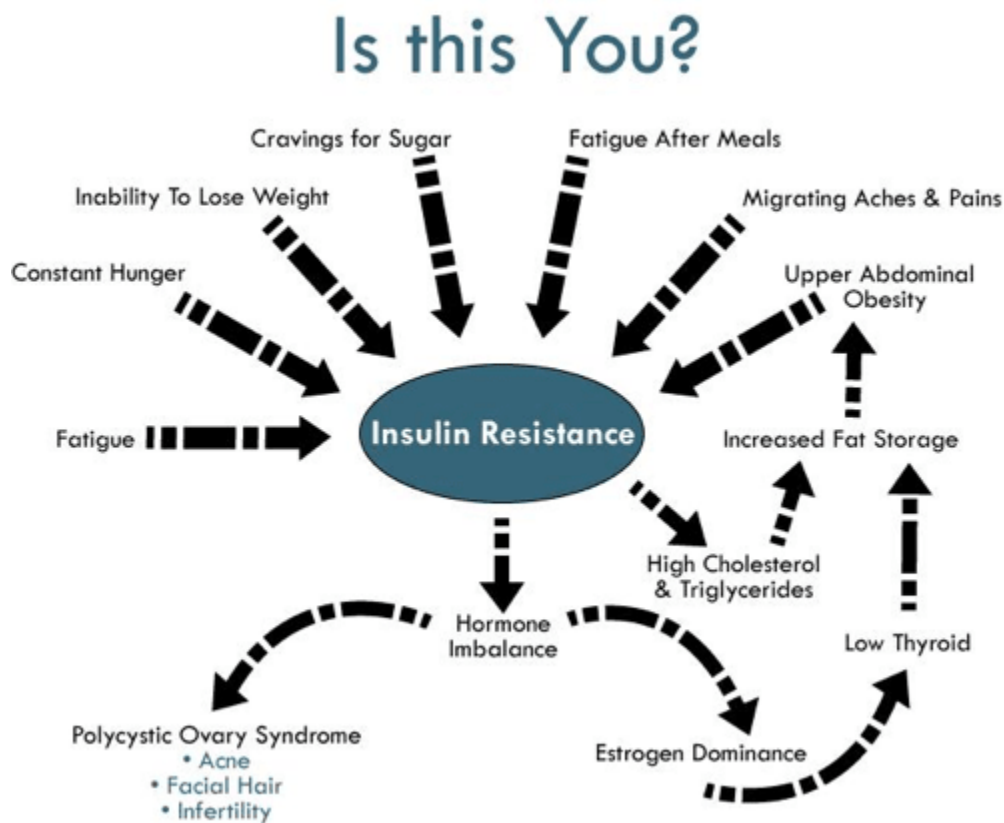 Is this You?
Cravings for Sugar
Fatigue After Meals
Inability To Lose Weight
Migrating Aches & Pains
Constant Hunger
Upper Abdominal
Obesity
Fatigue
Insulin Resistance
Increased Fat Storage
High Cholesterol
& Triglycerides
Hormone
Imbalance
Low Thyroid
Polycystic Ovary Syndrome
• Acne
• Facial Hair
• Infertility
Estrogen Dominance